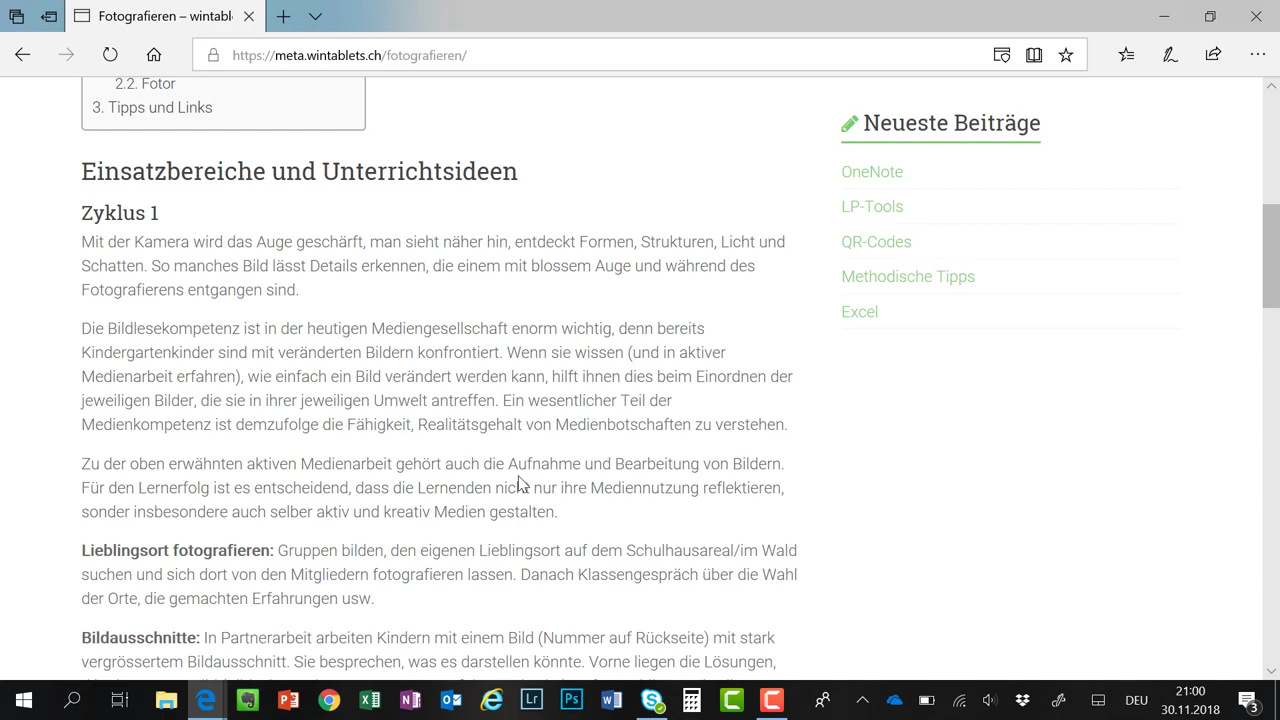 Fotografieren – wintabl
https://meta.wintablets.ch/fotografieren/
2.2. Fotor
3. Tipps und Links
Einsatzbereiche und Unterrichtsideen
Zyklus 1
Mit der Kamera wird das Auge geschärft, man sieht näher hin, entdeckt Formen, Strukturen, Licht und
Schatten. So manches Bild lässt Details erkennen, die einem mit blossem Auge und während des
Fotografierens entgangen sind.
Die Bildlesekompetenz ist in der heutigen Mediengesellschaft enorm wichtig, denn bereits
Kindergartenkinder sind mit veränderten Bildern konfrontiert. Wenn sie wissen (und in aktiver
Medienarbeit erfahren), wie einfach ein Bild verändert werden kann, hilft ihnen dies beim Einordnen der
jeweiligen Bilder, die sie in ihrer jeweiligen Umwelt antreffen. Ein wesentlicher Teil der
Medienkompetenz ist demzufolge die Fähigkeit, Realitätsgehalt von Medienbotschaften zu verstehen.
Zu der oben erwähnten aktiven Medienarbeit gehört auch die Aufnahme und Bearbeitung von Bildern.
Für den Lernerfolg ist es entscheidend, dass die Lernenden nicht nur ihre Mediennutzung reflektieren,
sonder insbesondere auch selber aktiv und kreativ Medien gestalten.
Lieblingsort fotografieren: Gruppen bilden, den eigenen Lieblingsort auf dem Schulhausareal/im Wald
suchen und sich dort von den Mitgliedern fotografieren lassen. Danach Klassengespräch über die Wahl
der Orte, die gemachten Erfahrungen usw.
Bildausschnitte: In Partnerarbeit arbeiten Kindern mit einem Bild (Nummer auf Rückseite) mit stark
vergrössertem Bildausschnitt. Sie besprechen, was es darstellen könnte. Vorne liegen die Lösungen,
Neueste Beiträge
OneNote
LP-Tools
QR-Codes
Methodische Tipps
Excel
Lr
Ps
DEU
21:00
30.11.2018
3